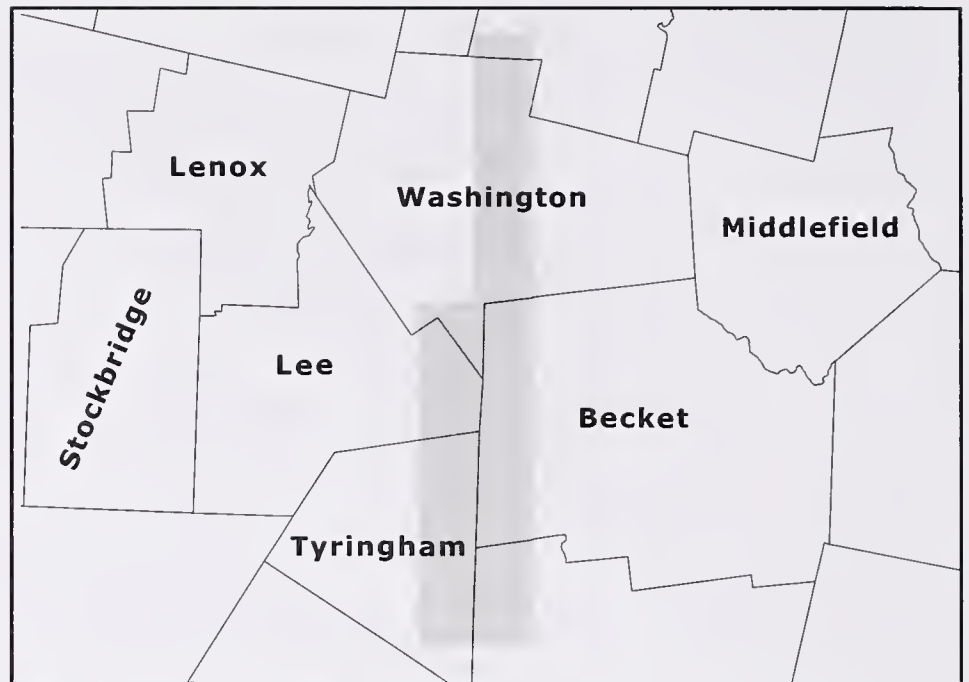 Lenox
Washington
Middlefield
Stockbridge
Lee
Becket
Tyringham